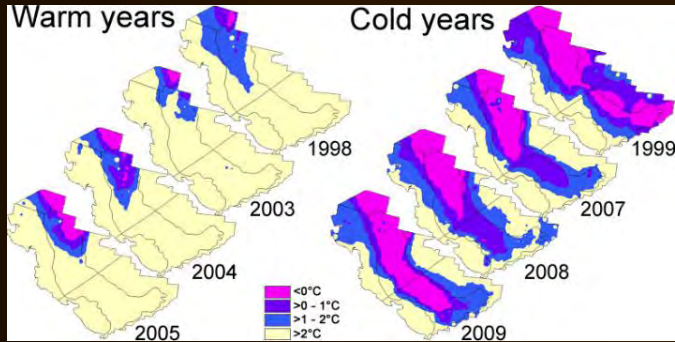 Warm years
Cold years
1998
1999
2003
2007
2004
2008
2005
2009
<0°C
>0 - 1°C
>1 - 2°C
>2°C